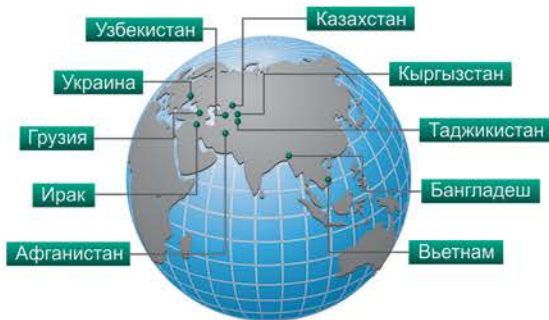 Казахстан
Узбекистан
Украина
Кыргызстан
Грузия
Таджикистан
Ирак
Бангладеш
Афганистан
Вьетнам